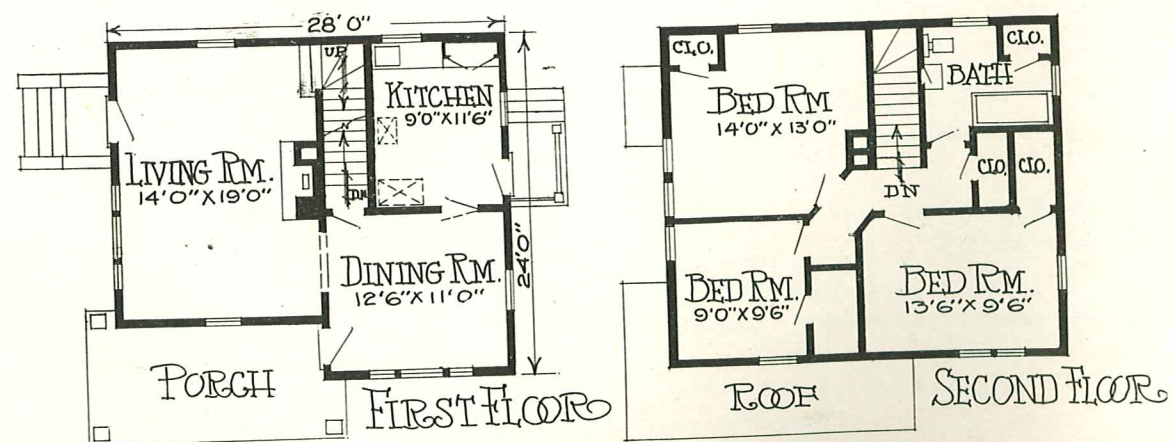 28'0"
UP
KITCHEN
9'0"X11'6"
LIVING RM.
14'0"X19'0"
DN
DINING RM.
12'6"X11'0"
24'0"
PORCH
FIRST FLOOR
CLO.
CLO.
BATH
BED RM
14'0"X13'0"
CLO.
CLO.
DN
BED RM.
9'0"X9'6"
BED RM.
13'6"X9'6"
ROOF
SECOND FLOOR